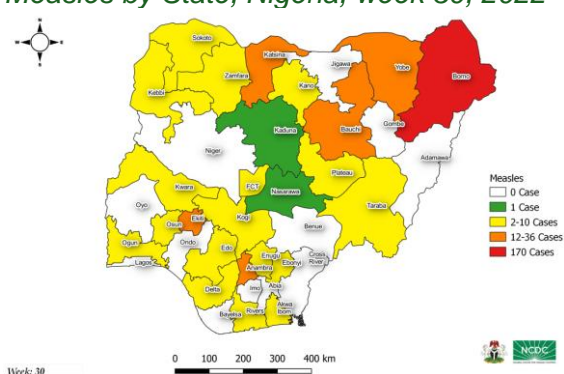 Measles by State, Nigeria, week 30, 2022
Sokoto
Katsina
Jigawa
Yobe
Borno
Zamfara
Kano
Kebbi
Gombe
Kaduna
Bauchi
Niger
Adamawa
Plateau
FCT
Nasarawa
Kwara
Taraba
Oyo
Kogi
Ekiti
Osun
Benue
Ogun
Ondo
Edo
Lagos
Enugu
Ebonyi
Cross
River
Anambra
Delta
Imo
Abia
Akwa
Ibom
Bayelsa
Rivers
Measles
0 Case
1 Case
2-10 Cases
12-36 Cases
170 Cases
Week: 30
0 100 200 300 400 km
NCDC